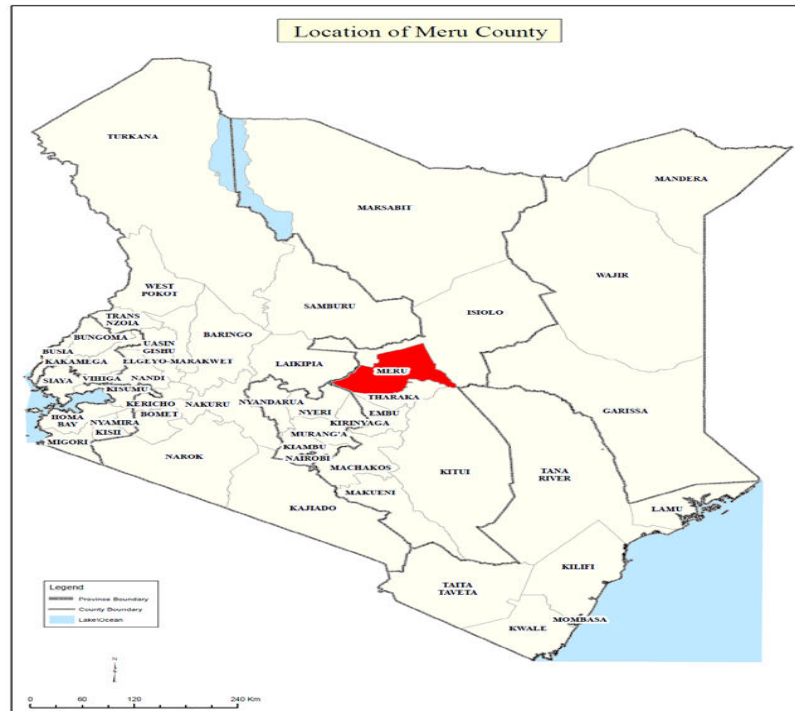 Location of Meru County
TURKANA
MANDERA
MARSABIT
WAJIR
WEST
POKOT
SAMBURU
ISIOLO
TRANS
NZOIA
BUNGOMA
UASIN
GISHU
BARINGO
BUSIA
KAKAMEGA
ELGEYO-MARAKWET
LAIKIPIA
MERU
SIAYA
VIHIGA
NANDI
KISUMU
THARAKA
KERICHO
NAKURU
NYANDARUA
NYERI
EMBU
GARISSA
HOMA
BAY
NYAMIRA
BOMET
KIRINYAGA
KISII
MURANG'A
MIGORI
KIAMBU
NAROK
NAIROBI
MACHAKOS
KITUI
TANA
RIVER
MAKUENI
KAJIADO
LAMU
KILIFI
TAITA
TAVETA
MOMBASA
KWALE
Legend
Province Boundary
County Boundary
Lake\Ocean
N
0 60 120 240 Km